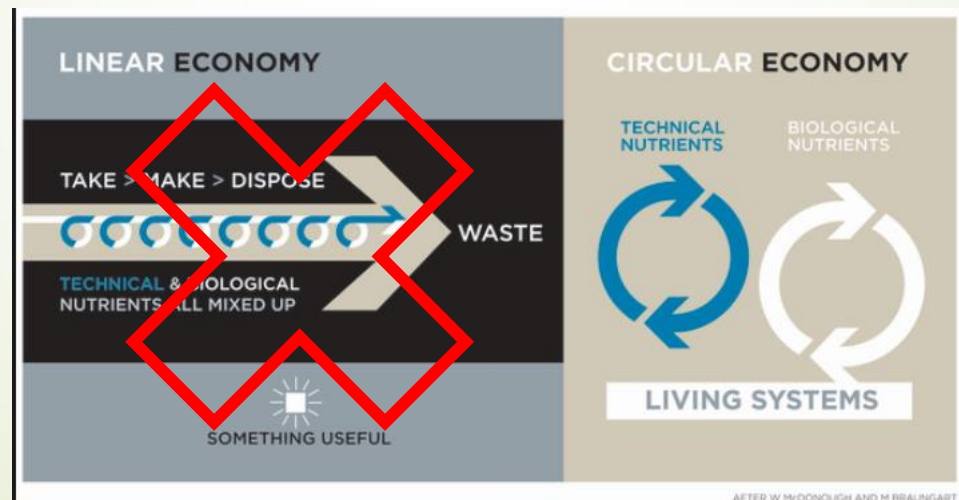 LINEAR ECONOMY
TAKE > MAKE > DISPOSE
WASTE
TECHNICAL & BIOLOGICAL
NUTRIENTS ALL MIXED UP
SOMETHING USEFUL
CIRCULAR ECONOMY
TECHNICAL
NUTRIENTS
BIOLOGICAL
NUTRIENTS
LIVING SYSTEMS
AFTER W McDONOUGH AND M BRAUNGART